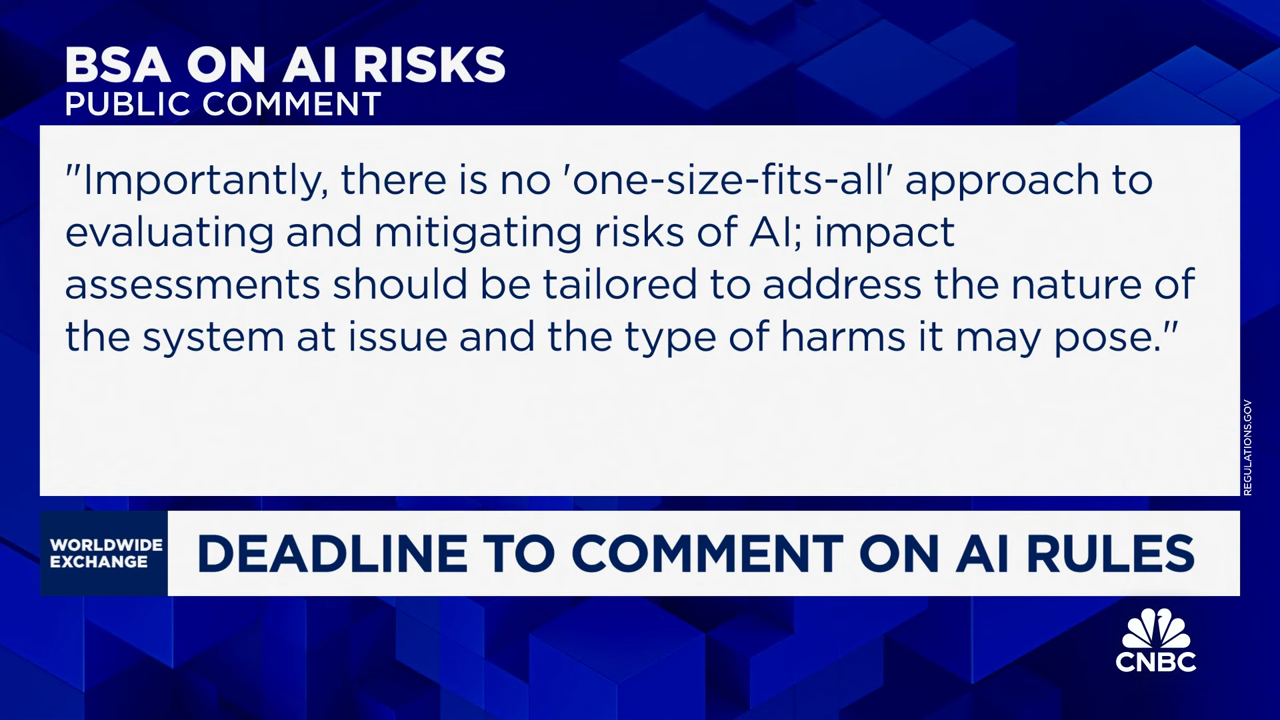 BSA ON AI RISKS
PUBLIC COMMENT
"Importantly, there is no 'one-size-fits-all' approach to
evaluating and mitigating risks of AI; impact
assessments should be tailored to address the nature of
the system at issue and the type of harms it may pose."
REGULATIONS.GOV
WORLDWIDE
EXCHANGE
DEADLINE TO COMMENT ON AI RULES
CNBC